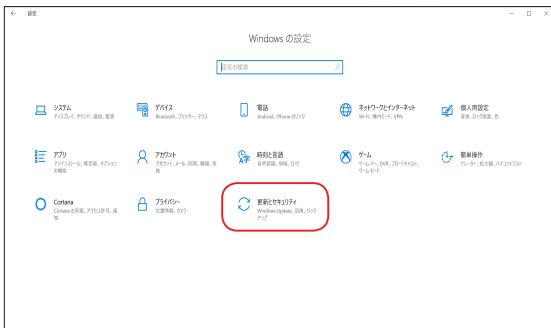 設定
Windows の設定
設定の検索
システム
ディスプレイ、サウンド、通知、電源
デバイス
Bluetooth、プリンター、マウス
電話
Android, iPhone のリンク
ネットワークとインターネット
Wi-Fi、機内モード、VPN
個人用設定
背景、ロック画面、色
アプリ
アンインストール、既定値、オプション
の機能
アカウント
アカウント、メール、同期、職場、家
族
時刻と言語
音声認識、地域、日付
ゲーム
ゲーム バー、DVR、ブロードキャスト、
ゲーム モード
簡単操作
ナレーター、拡大鏡、ハイコントラスト
Cortana
Cortana の言語、アクセス許可、通
知
プライバシー
位置情報、カメラ
更新とセキュリティ
Windows Update、回復、バック
アップ